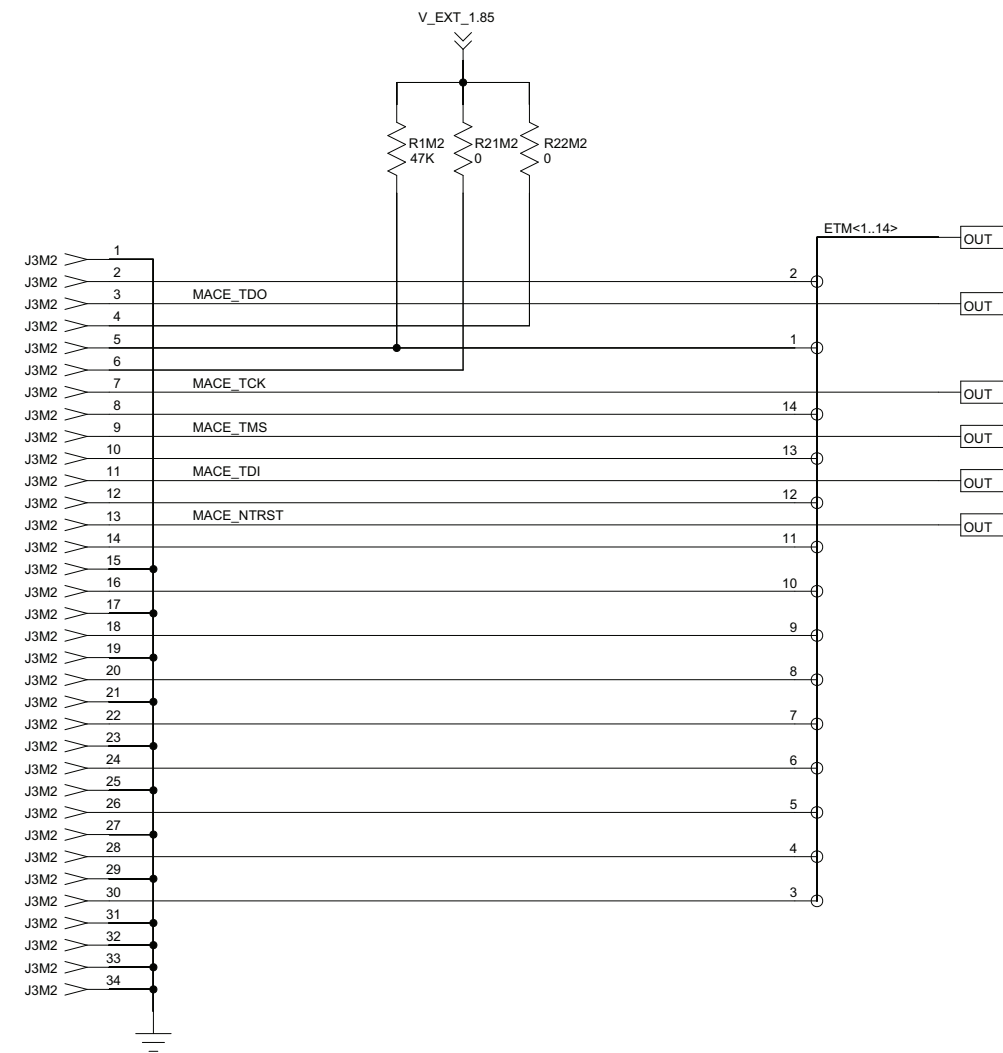 V_EXT_1.85
R1M2 R21M2 R22M2
47K 0 0
ETM<1..14> OUT
J3M2 1
J3M2 2 2
J3M2 3 MACE_TDO OUT
J3M2 4
J3M2 5 1
J3M2 6
J3M2 7 MACE_TCK OUT
J3M2 8 14
J3M2 9 MACE_TMS OUT
J3M2 10 13
J3M2 11 MACE_TDI OUT
J3M2 12 12
J3M2 13 MACE_NTRST OUT
J3M2 14 11
J3M2 15
J3M2 16 10
J3M2 17
J3M2 18 9
J3M2 19
J3M2 20 8
J3M2 21
J3M2 22 7
J3M2 23
J3M2 24 6
J3M2 25
J3M2 26 5
J3M2 27
J3M2 28 4
J3M2 29
J3M2 30 3
J3M2 31
J3M2 32
J3M2 33
J3M2 34